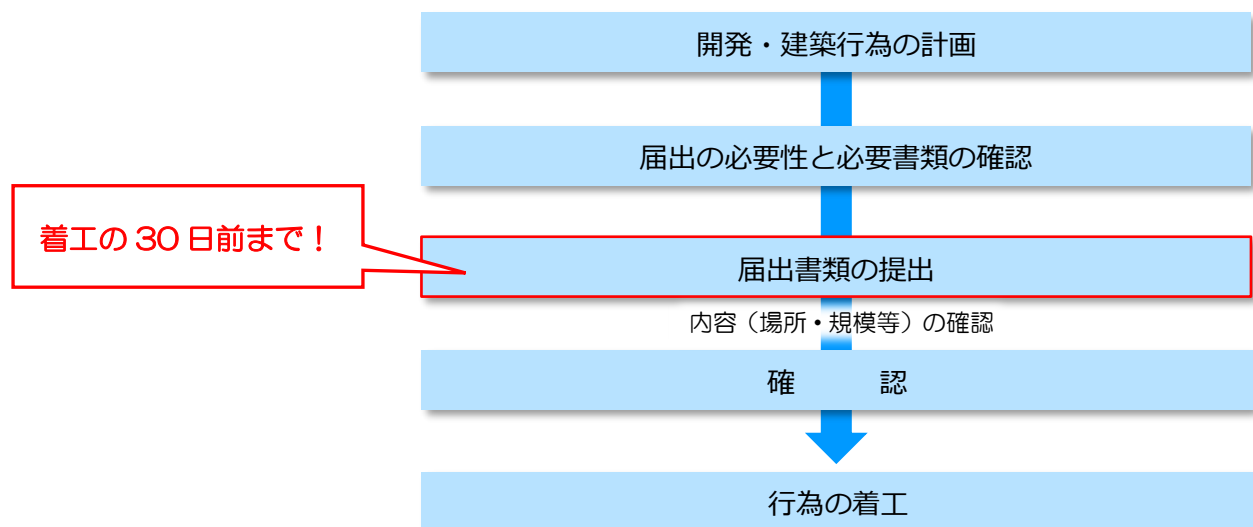 開発・建築行為の計画
届出の必要性と必要書類の確認
着工の 30 日前まで!
届出書類の提出
内容（場所・規模等）の確認
確　　　認
行為の着工